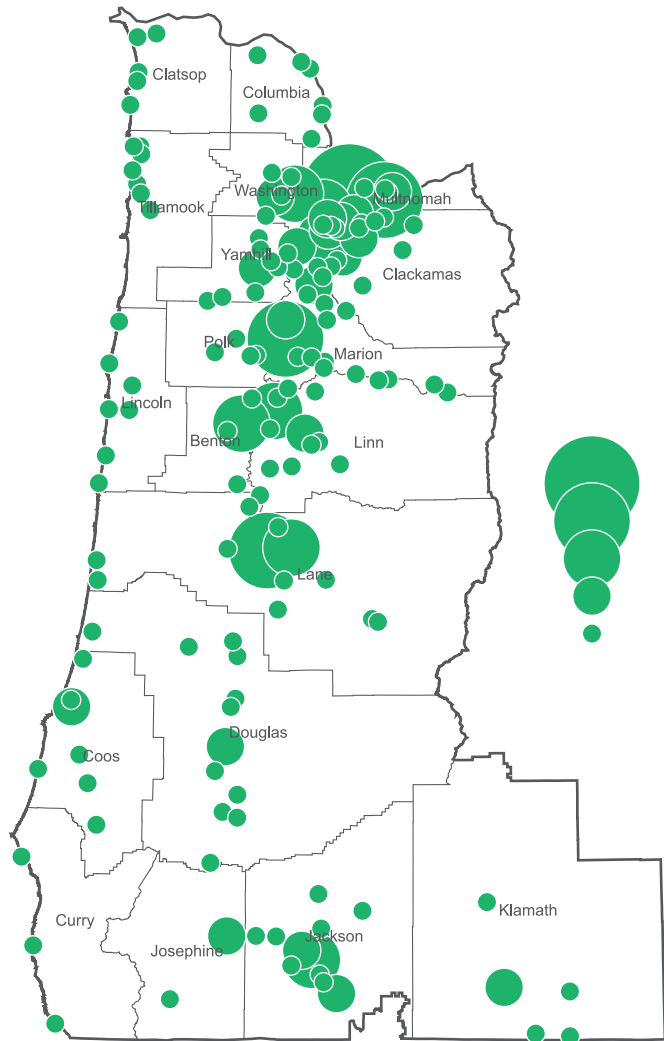 Clatsop
Columbia
Washington
Multnomah
Tillamook
Yamhill
Clackamas
Polk
Marion
Lincoln
Benton
Linn
Lane
Douglas
Coos
Klamath
Curry
Josephine
Jackson